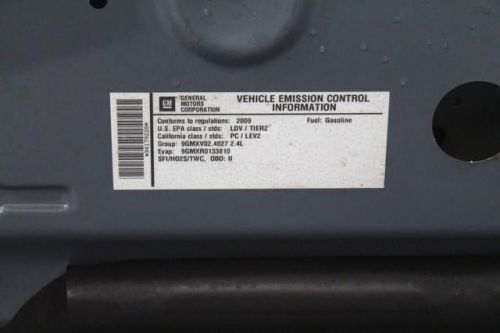 GM
GENERAL
MOTORS
CORPORATION
VEHICLE EMISSION CONTROL
INFORMATION
Conforms to regulations: 2009 Fuel: Gasoline
U.S. EPA class / stds: LDV / TIER2
California class / stds: PC / LEV2
Group: 9GMXV02.4027 2.4L
Evap: 9GMXR0133810
SFI/HO2S/TWC, OBD: II